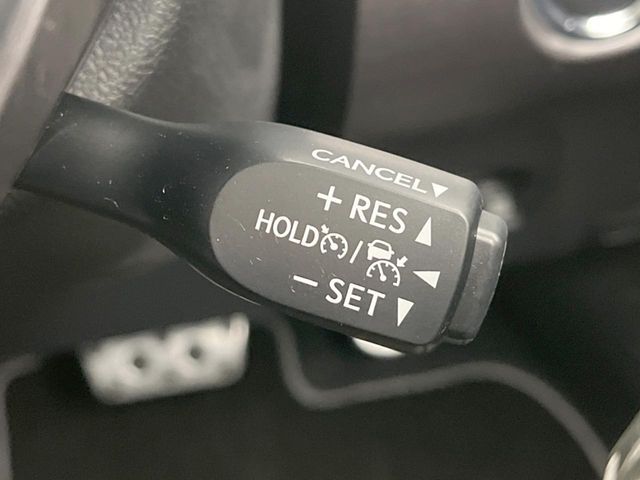 CANCEL▼
+ RES ▲
HOLD / ◀
− SET ▼